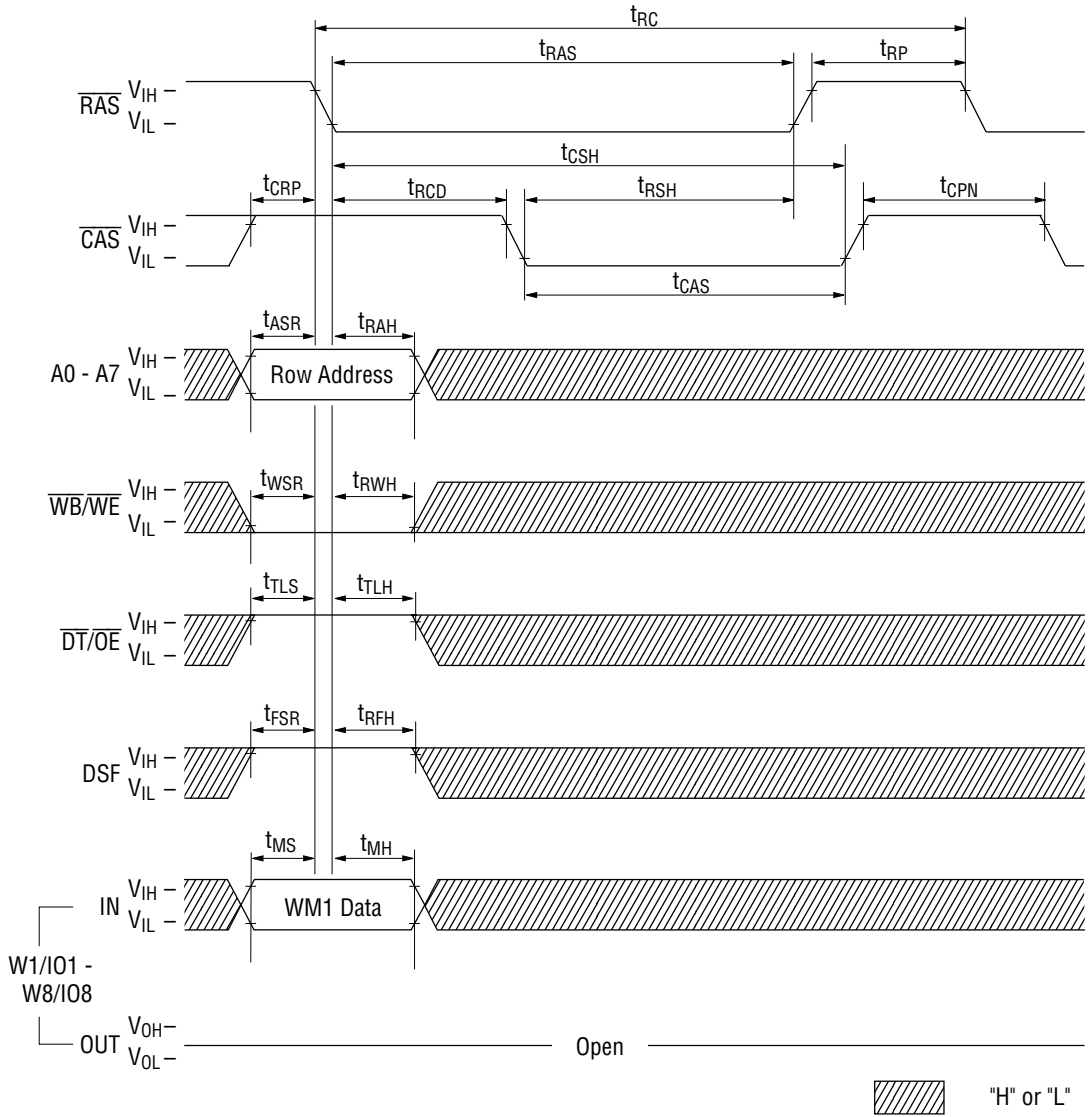 tRC
tRAS
tRP
RAS
VIH
VIL
tCSH
tCRP
tRCD
tRSH
tCPN
CAS
VIH
VIL
tCAS
tASR
tRAH
A0 - A7
VIH
VIL
Row Address
tWSR
tRWH
WB/WE
VIH
VIL
tTLS
tTLH
DT/OE
VIH
VIL
tFSR
tRFH
DSF
VIH
VIL
tMS
tMH
IN
VIH
VIL
WM1 Data
W1/IO1 -
W8/IO8
OUT
VOH
VOL
Open
"H" or "L"